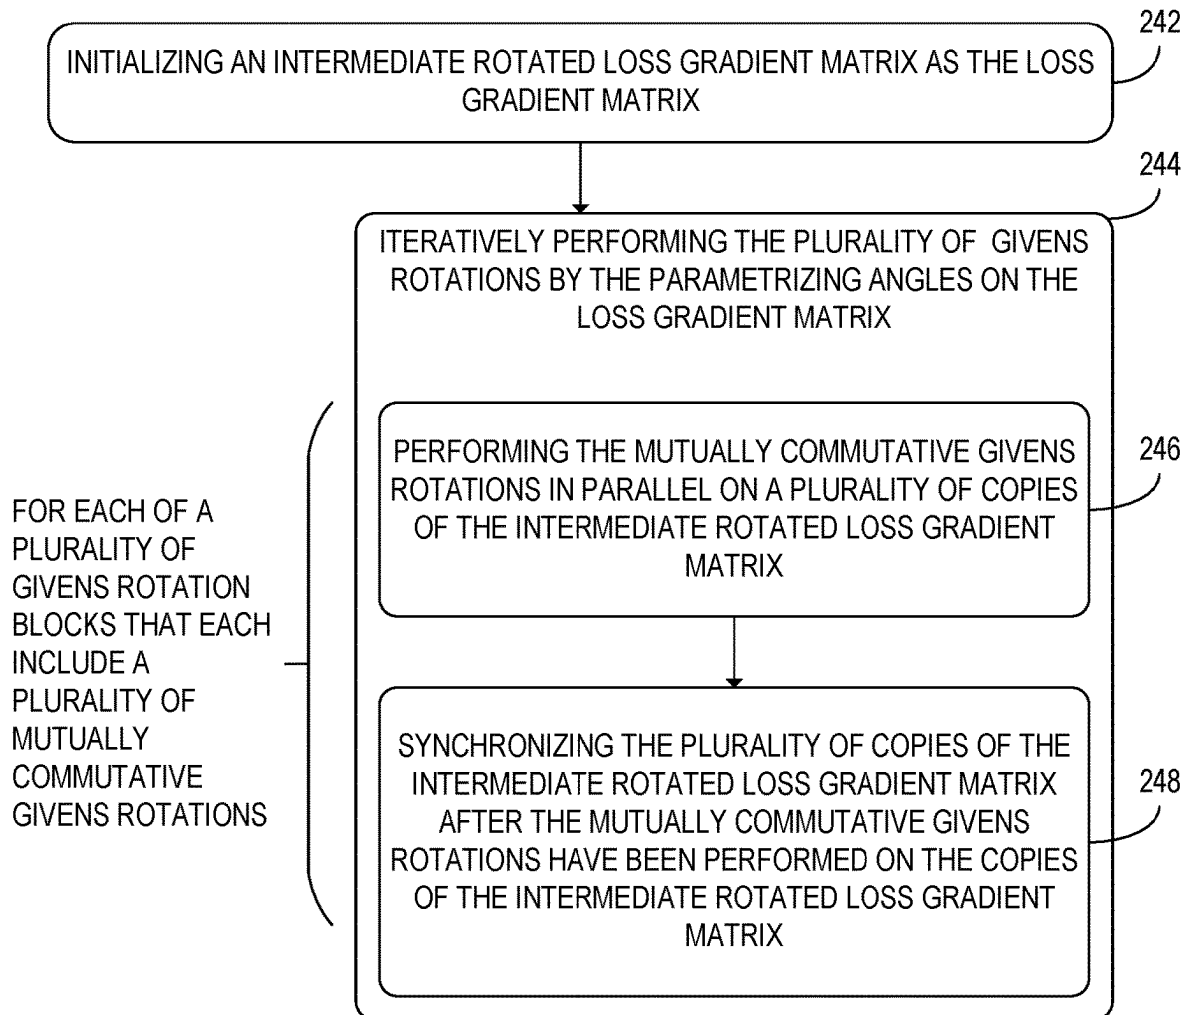 242
INITIALIZING AN INTERMEDIATE ROTATED LOSS GRADIENT MATRIX AS THE LOSS
GRADIENT MATRIX
244
ITERATIVELY PERFORMING THE PLURALITY OF GIVENS
ROTATIONS BY THE PARAMETRIZING ANGLES ON THE
LOSS GRADIENT MATRIX
FOR EACH OF A
PLURALITY OF
GIVENS ROTATION
BLOCKS THAT EACH
INCLUDE A
PLURALITY OF
MUTUALLY
COMMUTATIVE
GIVENS ROTATIONS
246
PERFORMING THE MUTUALLY COMMUTATIVE GIVENS
ROTATIONS IN PARALLEL ON A PLURALITY OF COPIES
OF THE INTERMEDIATE ROTATED LOSS GRADIENT
MATRIX
248
SYNCHRONIZING THE PLURALITY OF COPIES OF THE
INTERMEDIATE ROTATED LOSS GRADIENT MATRIX
AFTER THE MUTUALLY COMMUTATIVE GIVENS
ROTATIONS HAVE BEEN PERFORMED ON THE COPIES
OF THE INTERMEDIATE ROTATED LOSS GRADIENT
MATRIX